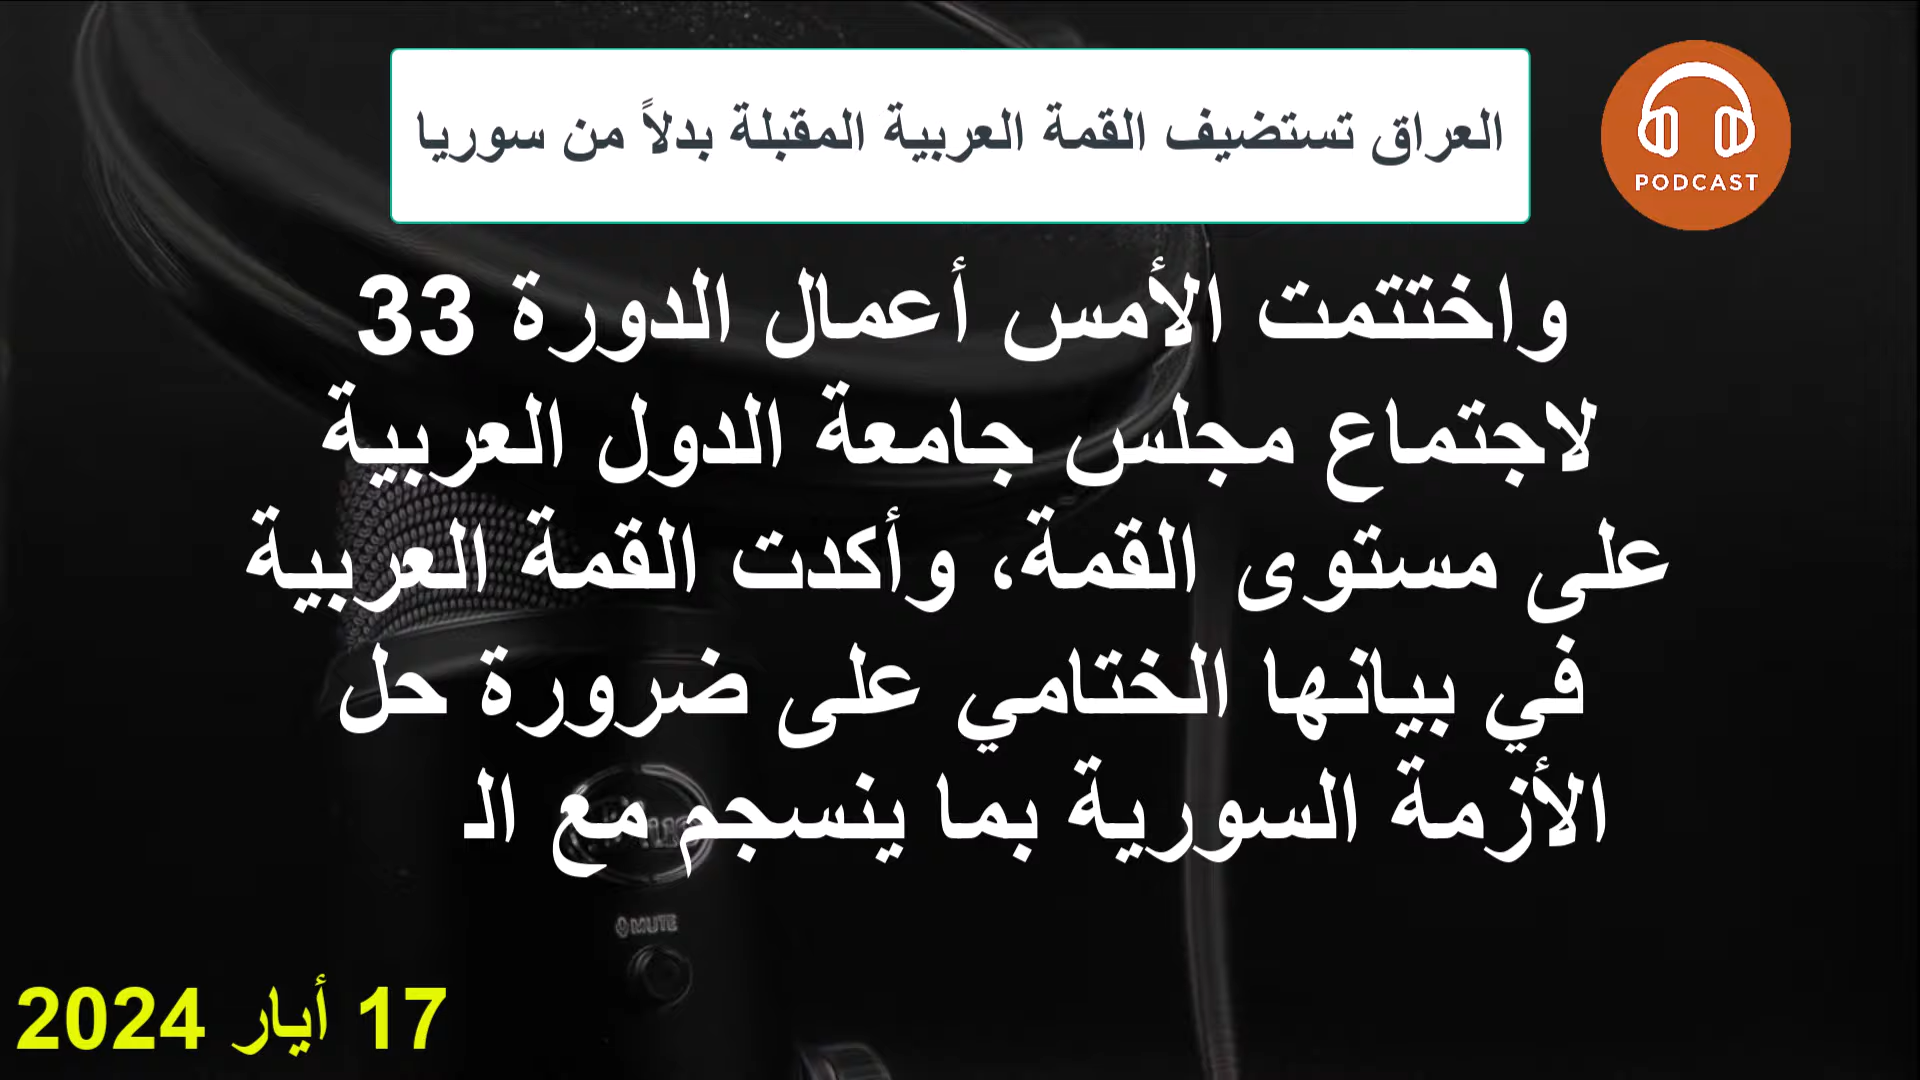 العراق تستضيف القمة العربية المقبلة بدلاً من سوريا
PODCAST
واختتمت الأمس أعمال الدورة 33
لاجتماع مجلس جامعة الدول العربية
على مستوى القمة، وأكدت القمة العربية
في بيانها الختامي على ضرورة حل
الأزمة السورية بما ينسجم مع الـ
MUTE
17 أيار 2024